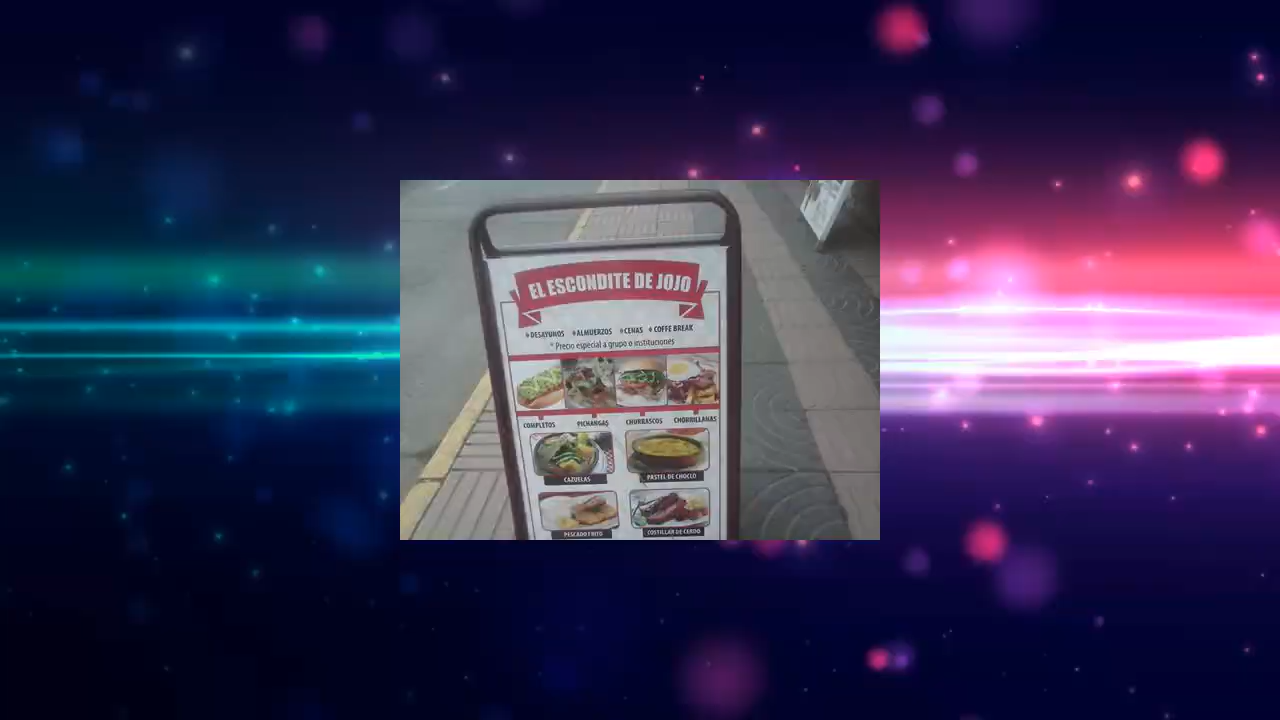 EL ESCONDITE DE JOJO
*DESAYUNOS *ALMUERZOS *CENAS *COFFE BREAK
* Precio especial a grupo o instituciones
COMPLETOS PICHANGAS CHURRASCOS CHORRILLANAS
CAZUELAS PASTEL DE CHOCLO
PESCADO FRITO COSTILLAR DE CERDO